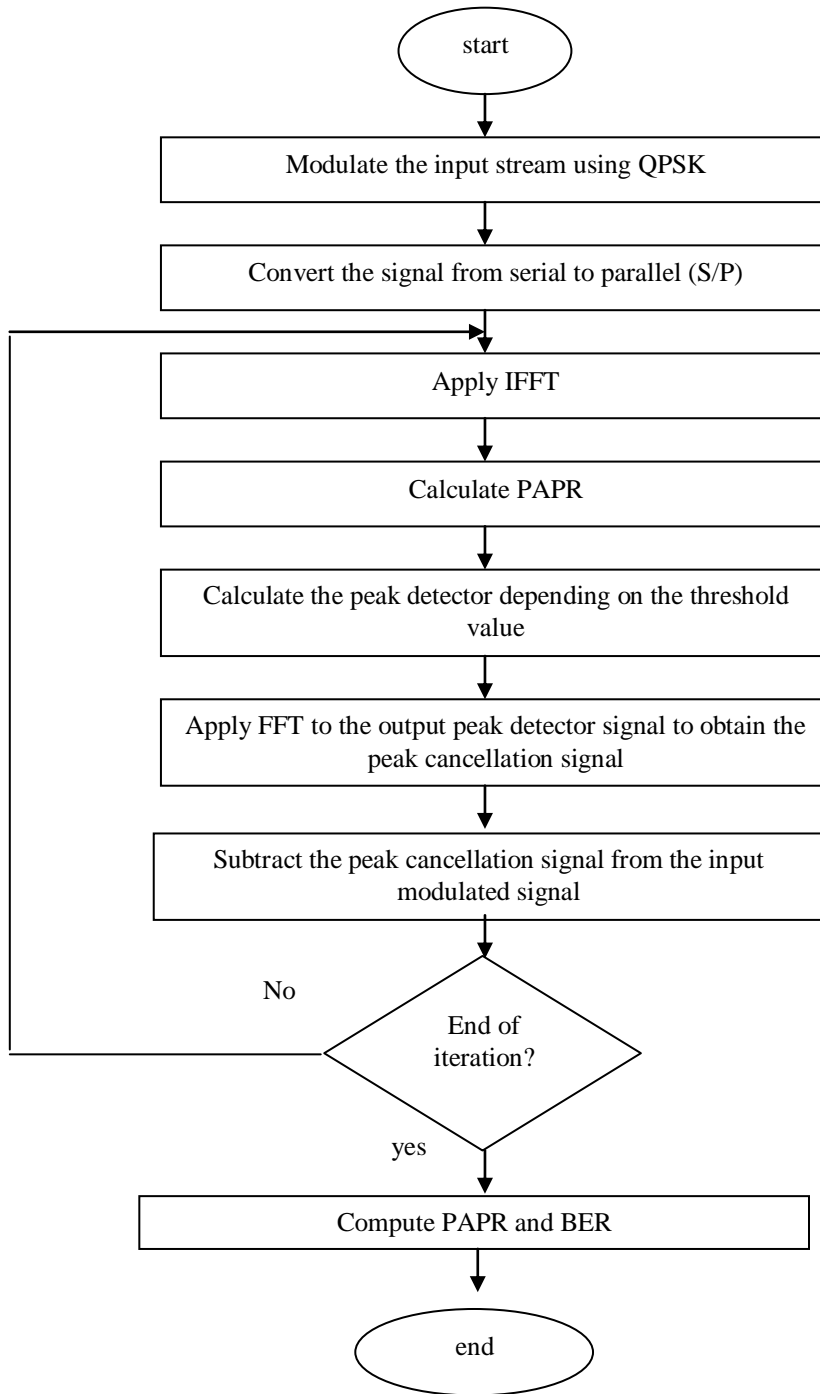 start
Modulate the input stream using QPSK
Convert the signal from serial to parallel (S/P)
Apply IFFT
Calculate PAPR
Calculate the peak detector depending on the threshold
value
Apply FFT to the output peak detector signal to obtain the
peak cancellation signal
Subtract the peak cancellation signal from the input
modulated signal
No
End of
iteration?
yes
Compute PAPR and BER
end